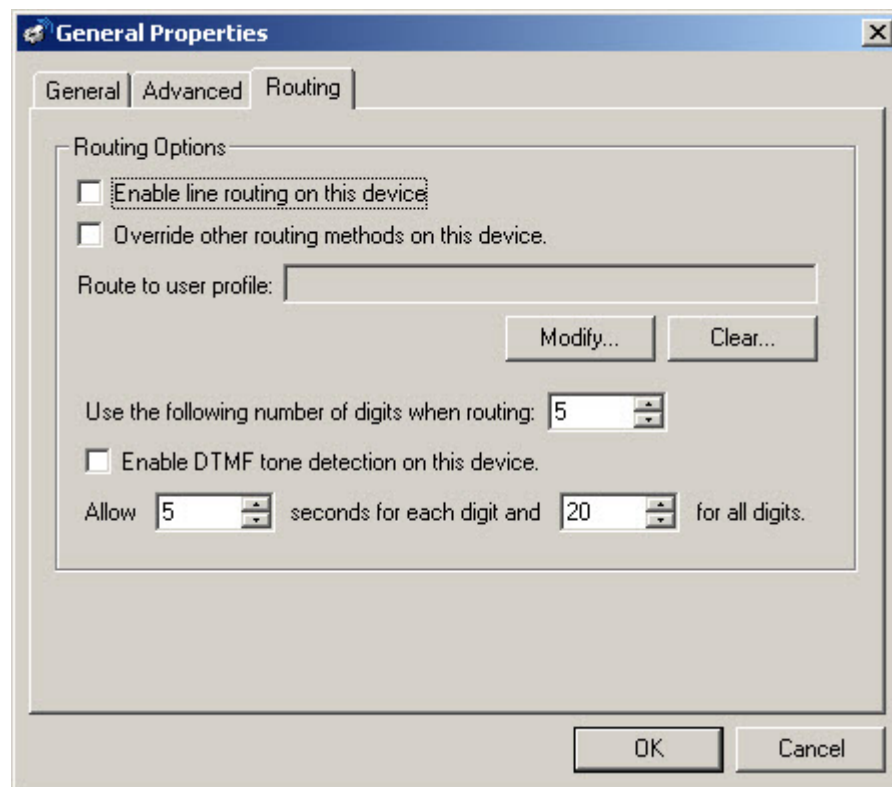 General Properties
General Advanced Routing
Routing Options
Enable line routing on this device
Override other routing methods on this device.
Route to user profile:
Modify... Clear...
Use the following number of digits when routing: 5
Enable DTMF tone detection on this device.
Allow 5 seconds for each digit and 20 for all digits.
OK Cancel